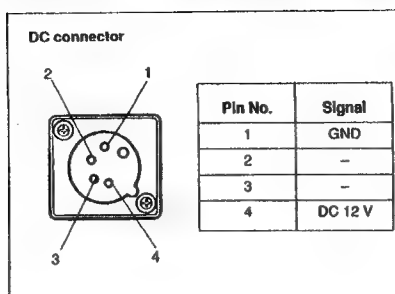 DC connector
2 1
3 4
Pin No. Signal
1 GND
2 –
3 –
4 DC 12 V